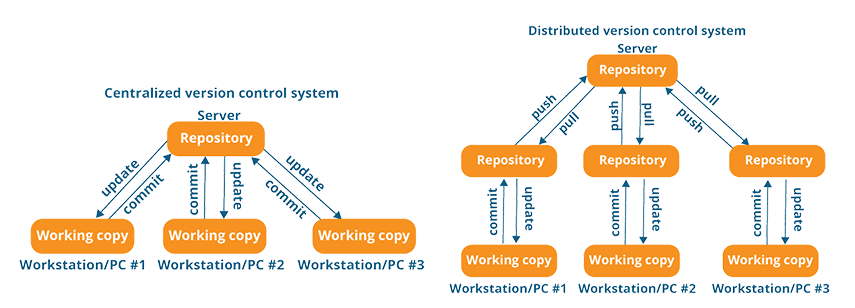 Centralized version control system
Server
Repository
update
commit
commit
update
update
commit
Working copy
Working copy
Working copy
Workstation/PC #1
Workstation/PC #2
Workstation/PC #3
Distributed version control system
Server
Repository
push
pull
push
pull
pull
push
Repository
Repository
Repository
commit
update
commit
update
commit
update
Working copy
Working copy
Working copy
Workstation/PC #1
Workstation/PC #2
Workstation/PC #3